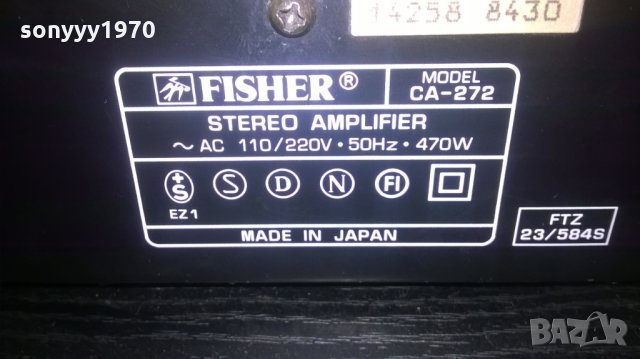 sonyyy1970
14258 8430
FISHER®
MODEL
CA-272
STEREO AMPLIFIER
~ AC 110/220V・50Hz・470W
+S S D N FI
EZ1
MADE IN JAPAN
FTZ
23/584S
BAZAR